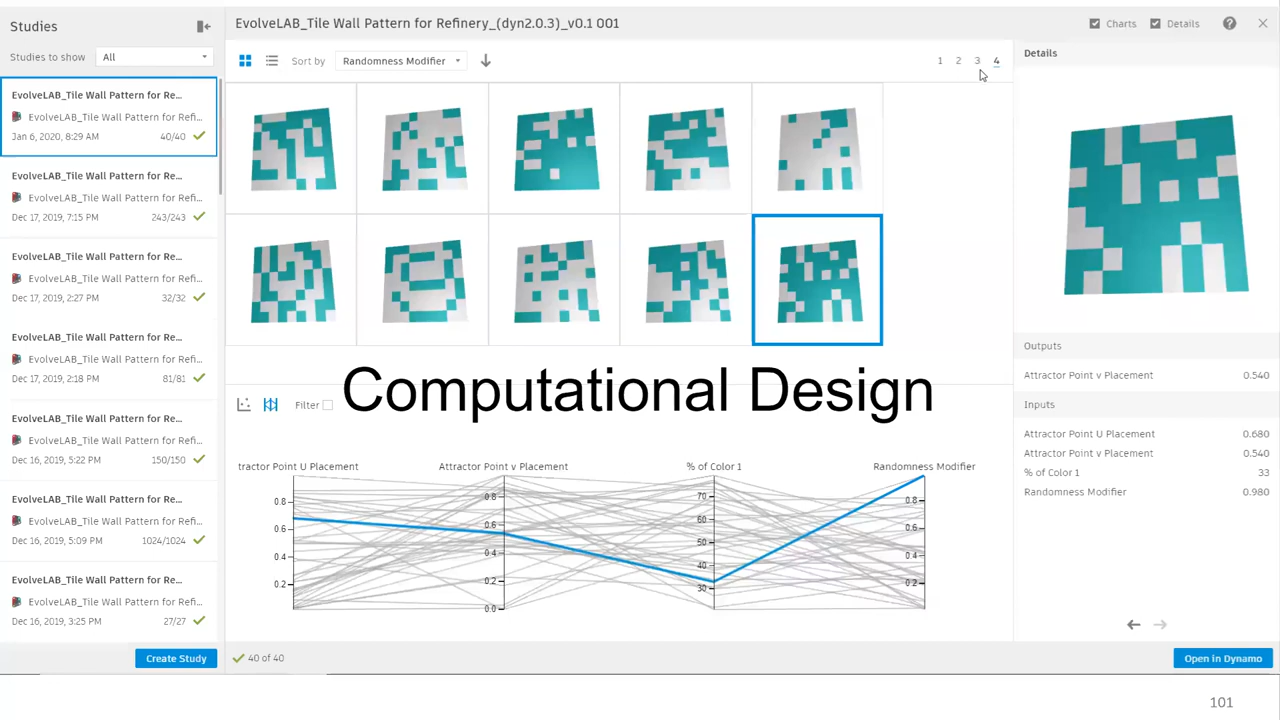 Studies
EvolveLAB_Tile Wall Pattern for Refinery_(dyn2.0.3)_v0.1 001
Charts
Details
Studies to show
All
Sort by
Randomness Modifier
1 2 3 4
Details
EvolveLAB_Tile Wall Pattern for Re...
EvolveLAB_Tile Wall Pattern for Refi...
Jan 6, 2020, 8:29 AM 40/40
EvolveLAB_Tile Wall Pattern for Re...
EvolveLAB_Tile Wall Pattern for Refi...
Dec 17, 2019, 7:15 PM 243/243
EvolveLAB_Tile Wall Pattern for Re...
EvolveLAB_Tile Wall Pattern for Refi...
Dec 17, 2019, 2:27 PM 32/32
EvolveLAB_Tile Wall Pattern for Re...
EvolveLAB_Tile Wall Pattern for Refi...
Dec 17, 2019, 2:18 PM 81/81
EvolveLAB_Tile Wall Pattern for Re...
EvolveLAB_Tile Wall Pattern for Refi...
Dec 16, 2019, 5:22 PM 150/150
EvolveLAB_Tile Wall Pattern for Re...
EvolveLAB_Tile Wall Pattern for Refi...
Dec 16, 2019, 5:09 PM 1024/1024
EvolveLAB_Tile Wall Pattern for Re...
EvolveLAB_Tile Wall Pattern for Refi...
Dec 16, 2019, 3:25 PM 27/27
Create Study
Computational Design
Filter
tractor Point U Placement
0.8
0.6
0.4
0.2
Attractor Point v Placement
0.8
0.6
0.4
0.2
0.0
% of Color 1
70
60
50
40
30
Randomness Modifier
0.8
0.6
0.4
0.2
40 of 40
Outputs
Attractor Point v Placement 0.540
Inputs
Attractor Point U Placement 0.680
Attractor Point v Placement 0.540
% of Color 1 33
Randomness Modifier 0.980
Open in Dynamo
101